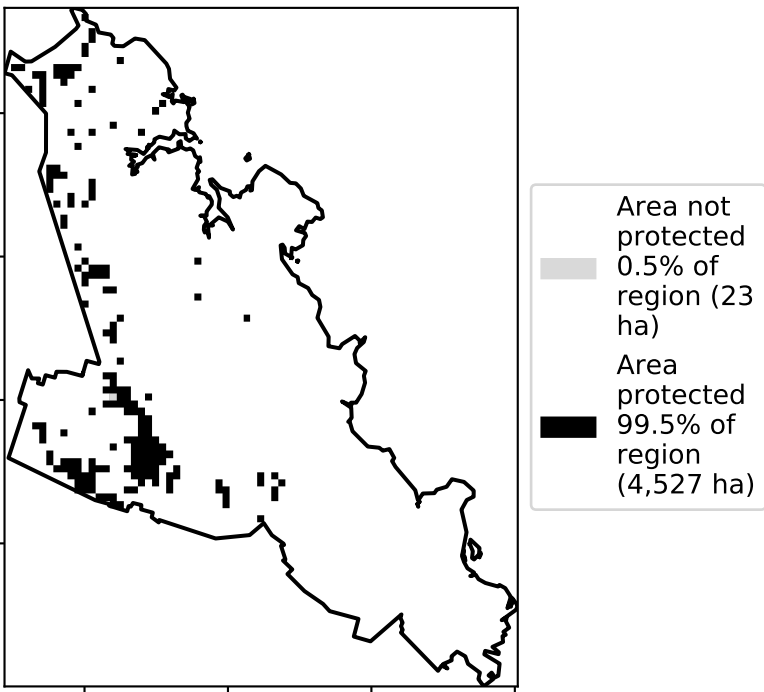 Area not
protected
0.5% of
region (23
ha)
Area
protected
99.5% of
region
(4,527 ha)